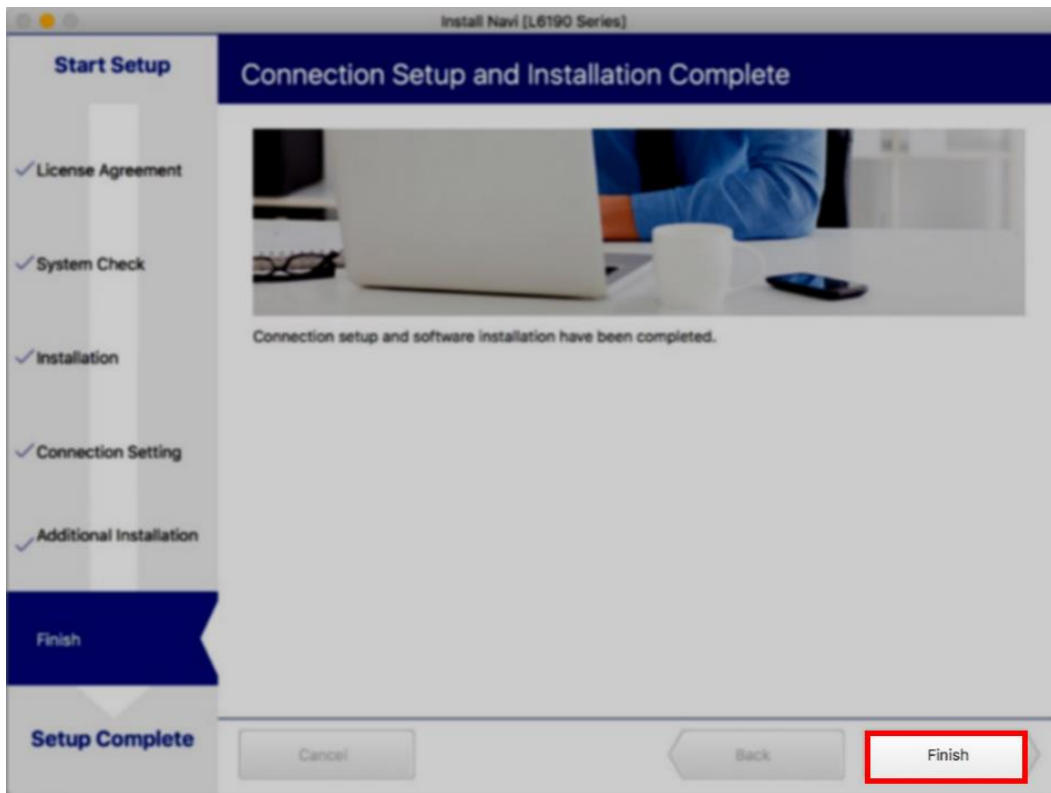 Install Navi [L6190 Series]
Start Setup
Connection Setup and Installation Complete
License Agreement
System Check
Connection setup and software installation have been completed.
Installation
Connection Setting
Additional Installation
Finish
Setup Complete
Cancel
Back
Finish